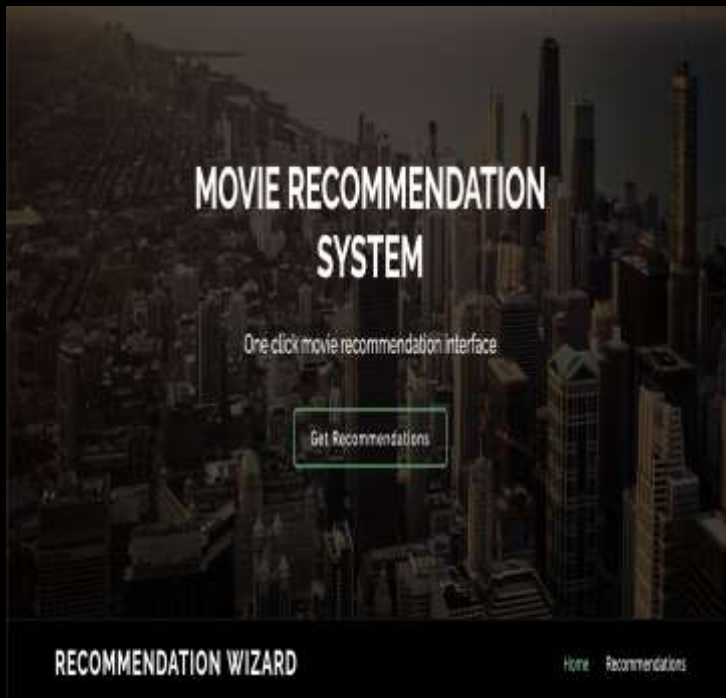 MOVIE RECOMMENDATION
SYSTEM
One click movie recommendation interface
Get Recommendations
RECOMMENDATION WIZARD
Home Recommendations